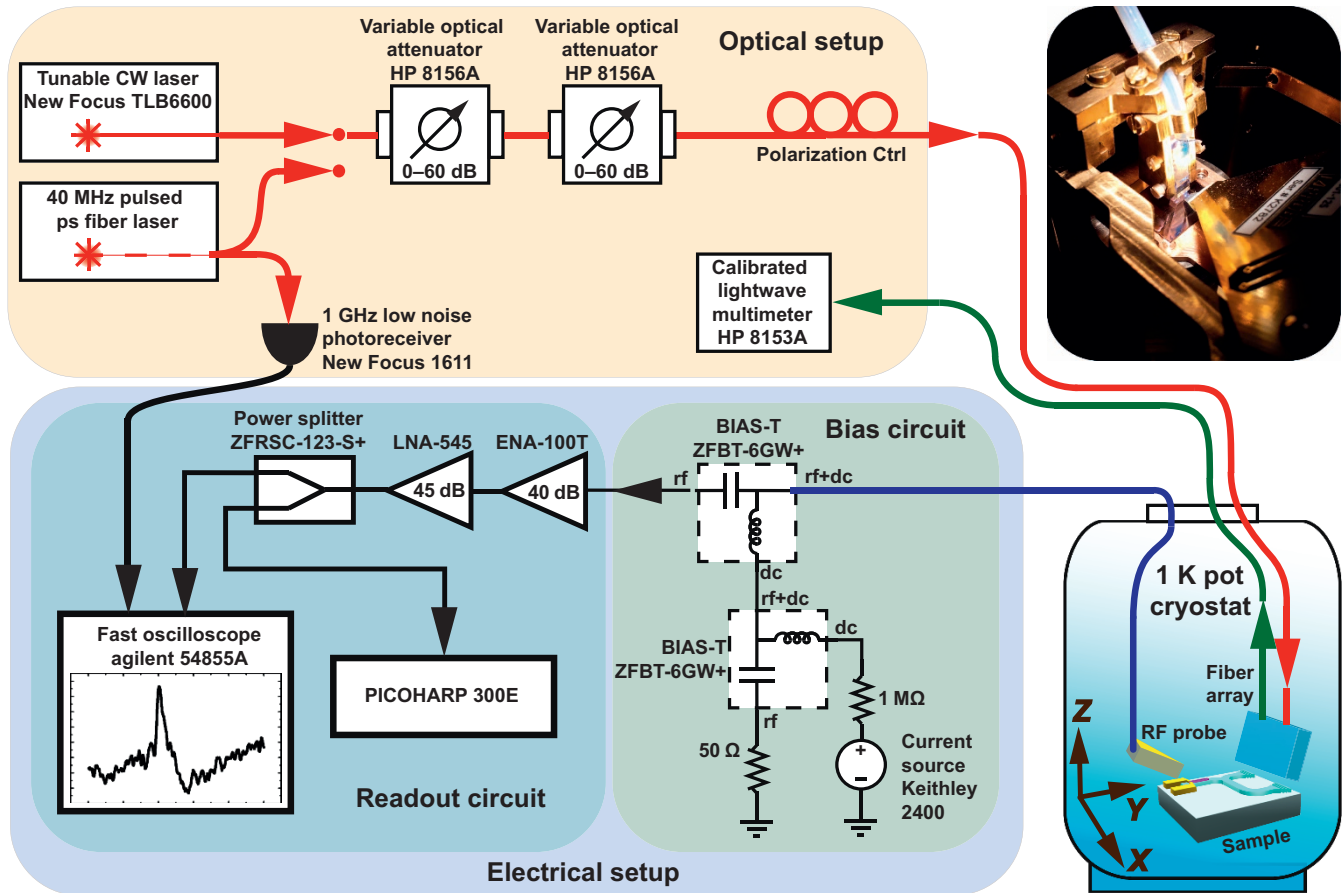 Optical setup
Variable optical
attenuator
HP 8156A
0–60 dB
Variable optical
attenuator
HP 8156A
0–60 dB
Tunable CW laser
New Focus TLB6600
40 MHz pulsed
ps fiber laser
Polarization Ctrl
Calibrated
lightwave
multimeter
HP 8153A
1 GHz low noise
photoreceiver
New Focus 1611
Power splitter
ZFRSC-123-S+
LNA-545
45 dB
ENA-100T
40 dB
rf
BIAS-T
ZFBT-6GW+
rf+dc
Bias circuit
dc
rf+dc
BIAS-T
ZFBT-6GW+
dc
rf
50 Ω
1 MΩ
+
–
Current
source
Keithley
2400
Fast oscilloscope
agilent 54855A
PICOHARP 300E
Readout circuit
Electrical setup
1 K pot
cryostat
Fiber
array
RF probe
Z
Y
X
Sample